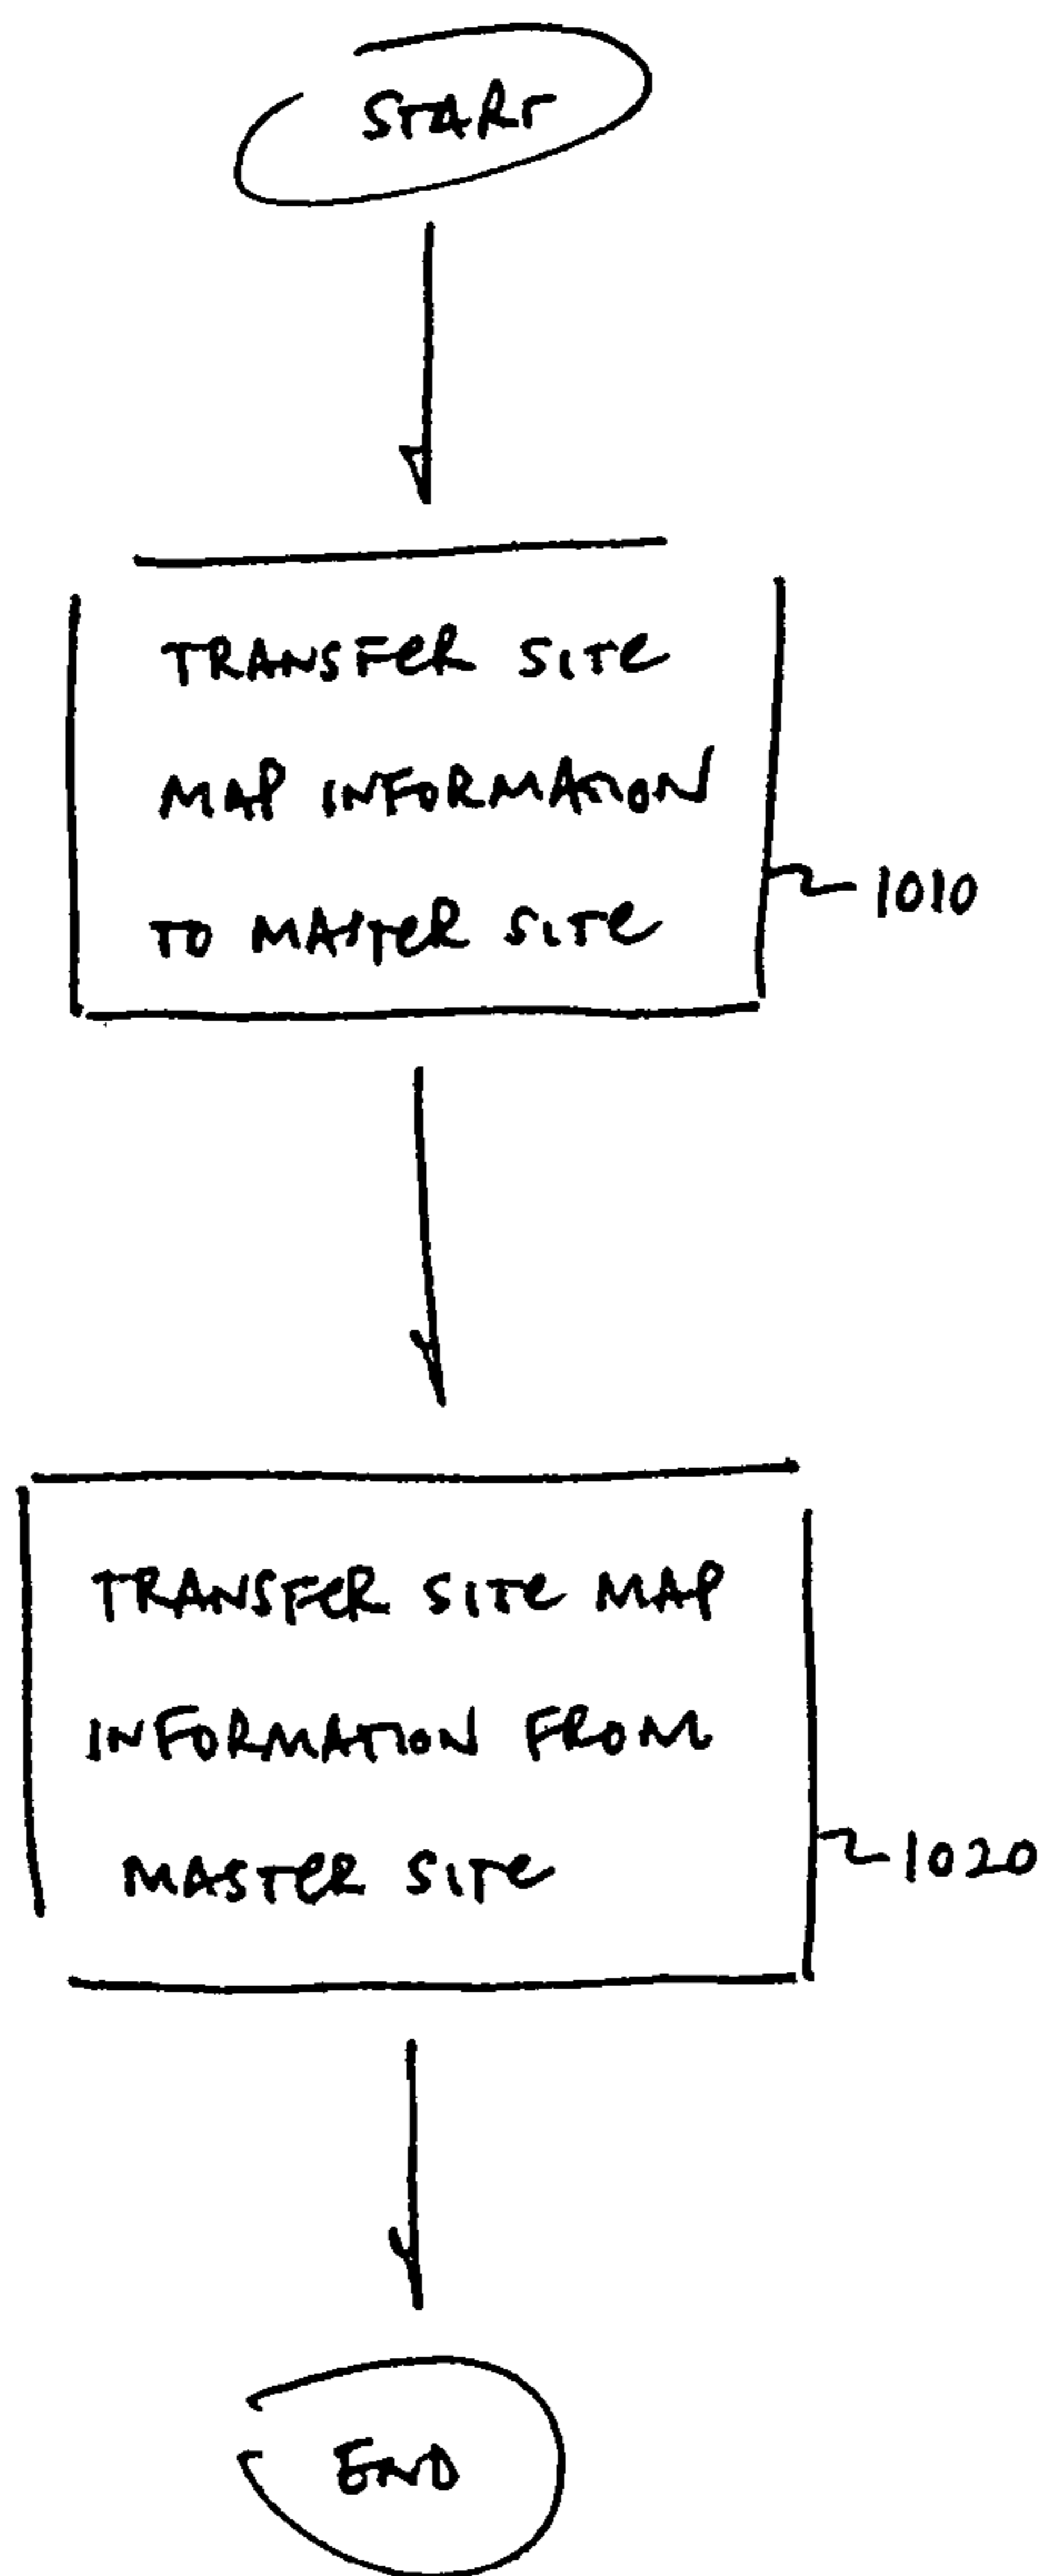 START
TRANSFER SITE
MAP INFORMATION
TO MASTER SITE
1010
TRANSFER SITE MAP
INFORMATION FROM
MASTER SITE
1020
END